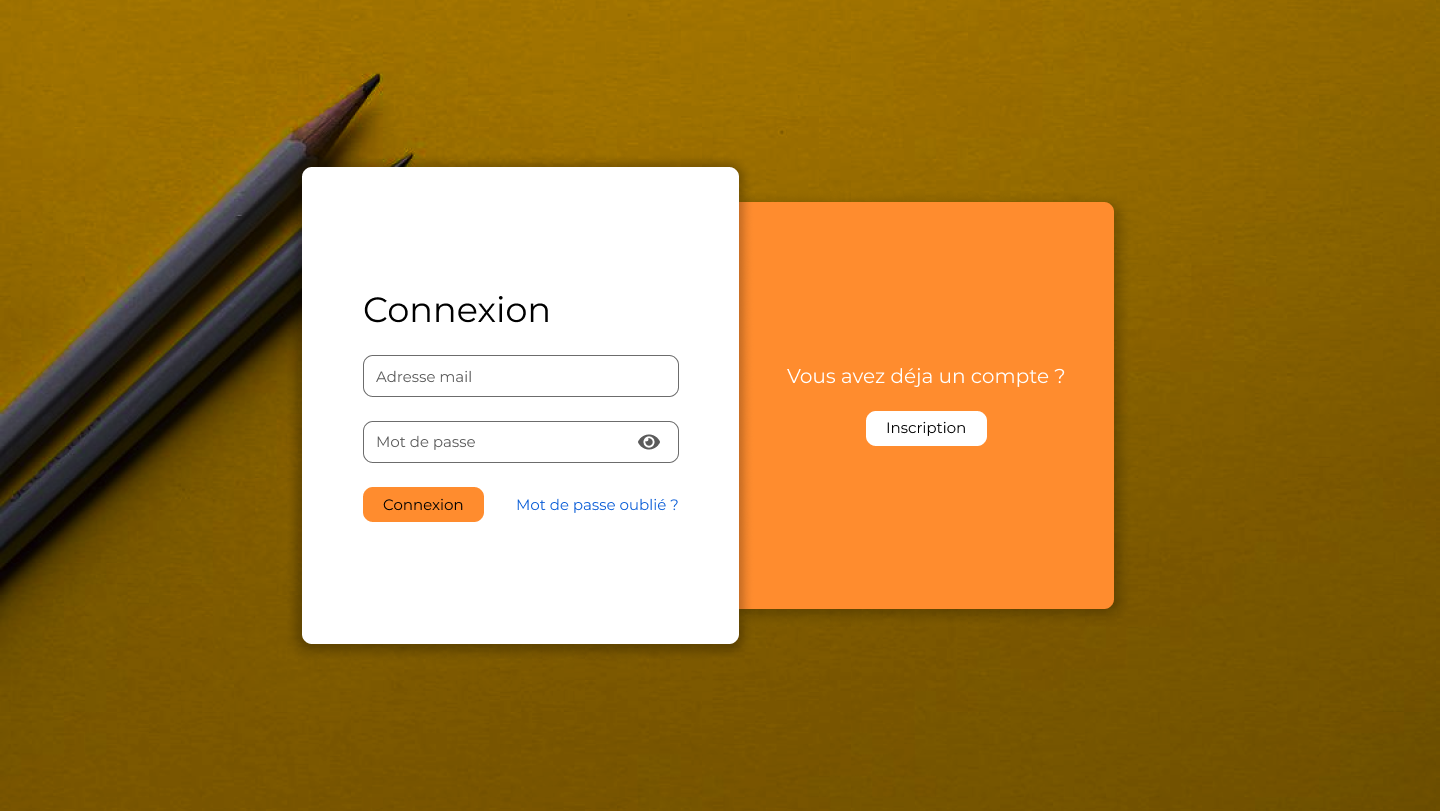 Connexion
Adresse mail
Mot de passe
Connexion
Mot de passe oublié ?
Vous avez déja un compte ?
Inscription